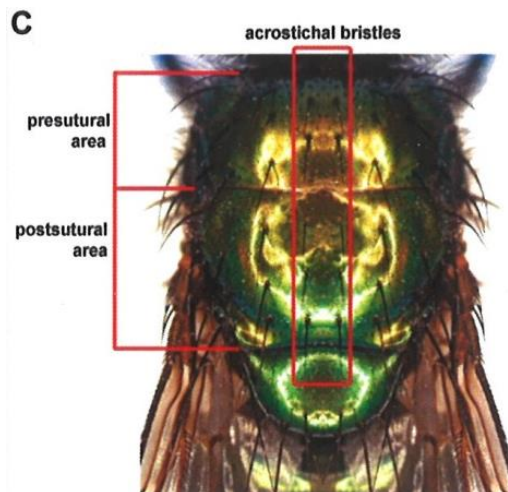 C
acrostichal bristles
presutural
area
postsutural
area